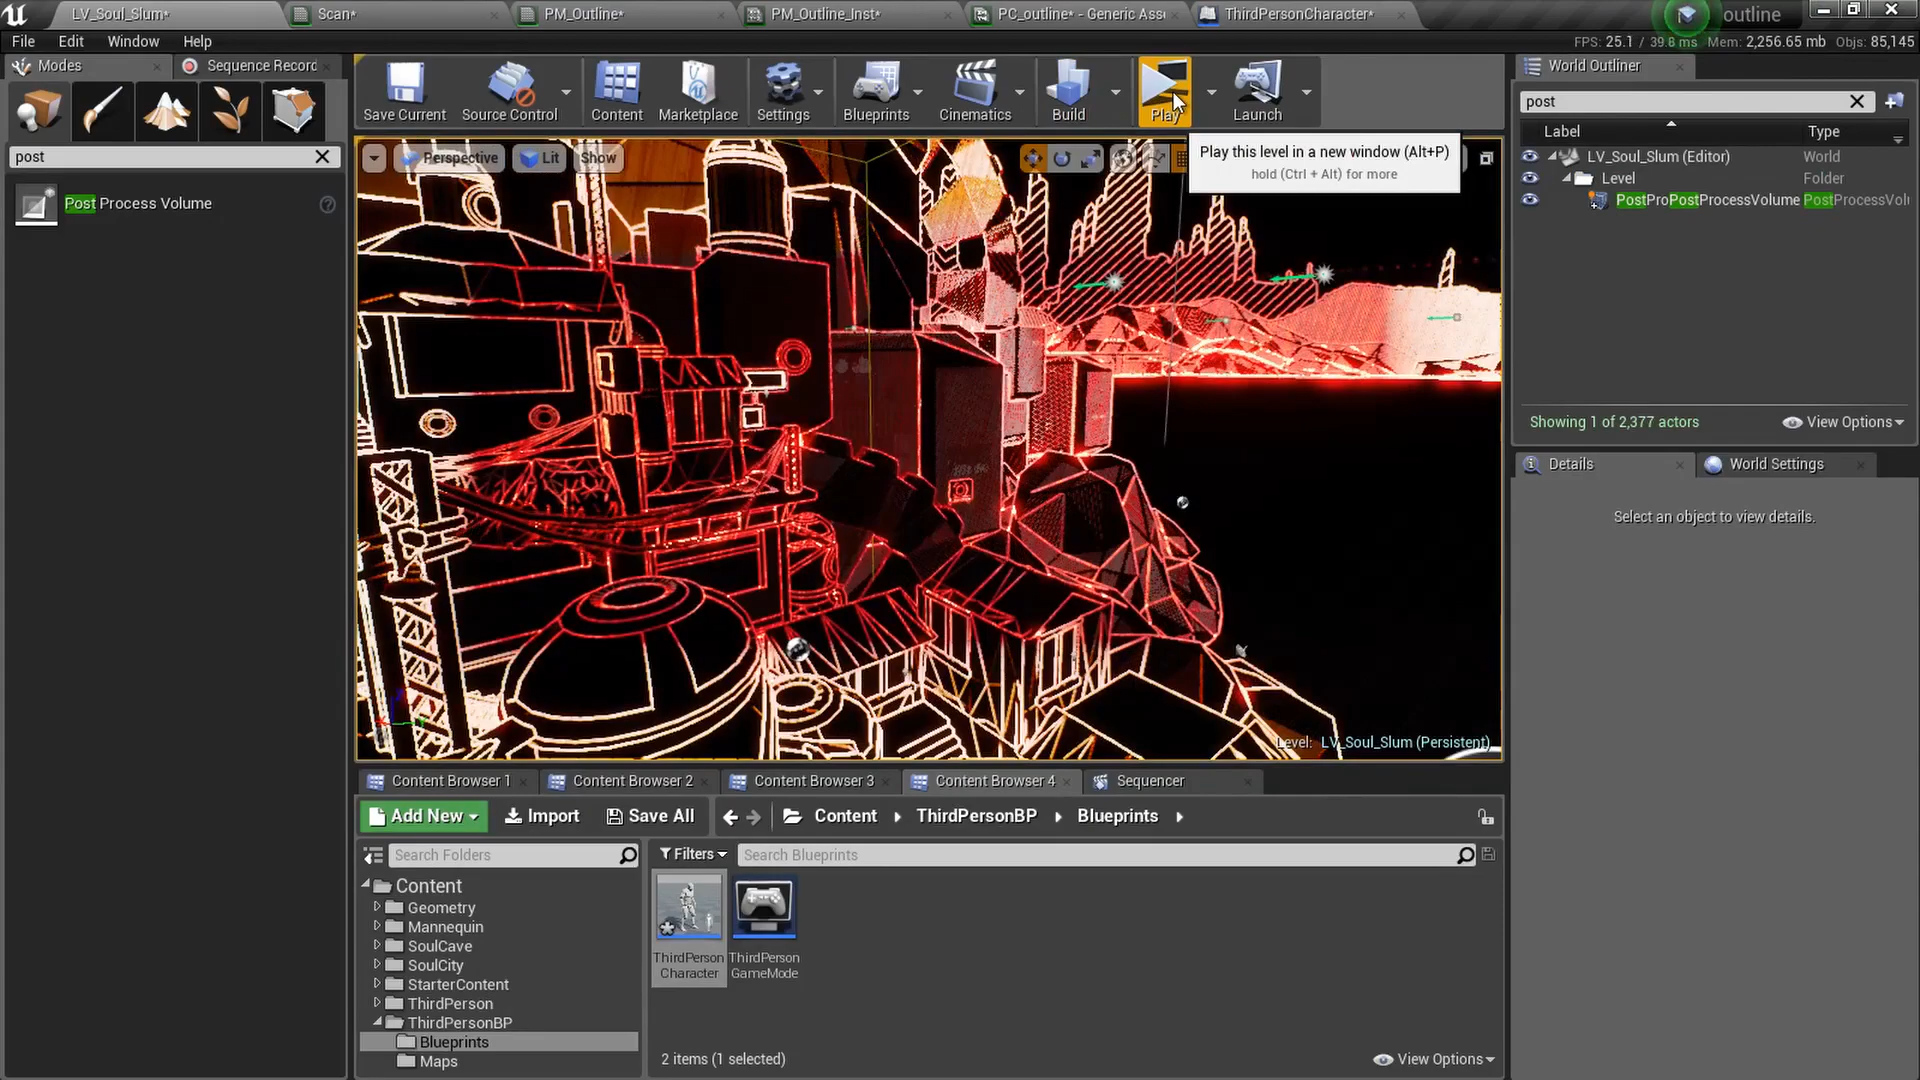 LV_Soul_Slum*
Scan*
PM_Outline*
PM_Outline_Inst*
PC_outline* - Generic Ass
ThirdPersonCharacter*
outline
File
Edit
Window
Help
FPS: 25.1 / 39.8 ms Mem: 2,256.65 mb Objs: 85,145
Modes
Sequence Record
Save Current
Source Control
Content
Marketplace
Settings
Blueprints
Cinematics
Build
Play
Launch
World Outliner
post
post
Label
Type
Post Process Volume
Perspective
Lit
Show
Play this level in a new window (Alt+P)
hold (Ctrl + Alt) for more
LV_Soul_Slum (Editor)
World
Level
Folder
PostProPostProcessVolume
PostProcessVolu
Showing 1 of 2,377 actors
View Options
Details
World Settings
Select an object to view details.
Level: LV_Soul_Slum (Persistent)
Content Browser 1
Content Browser 2
Content Browser 3
Content Browser 4
Sequencer
Add New
Import
Save All
Content
ThirdPersonBP
Blueprints
Search Folders
Filters
Search Blueprints
Content
Geometry
Mannequin
SoulCave
SoulCity
StarterContent
ThirdPerson
ThirdPersonBP
Blueprints
Maps
ThirdPerson
Character
ThirdPerson
GameMode
2 items (1 selected)
View Options